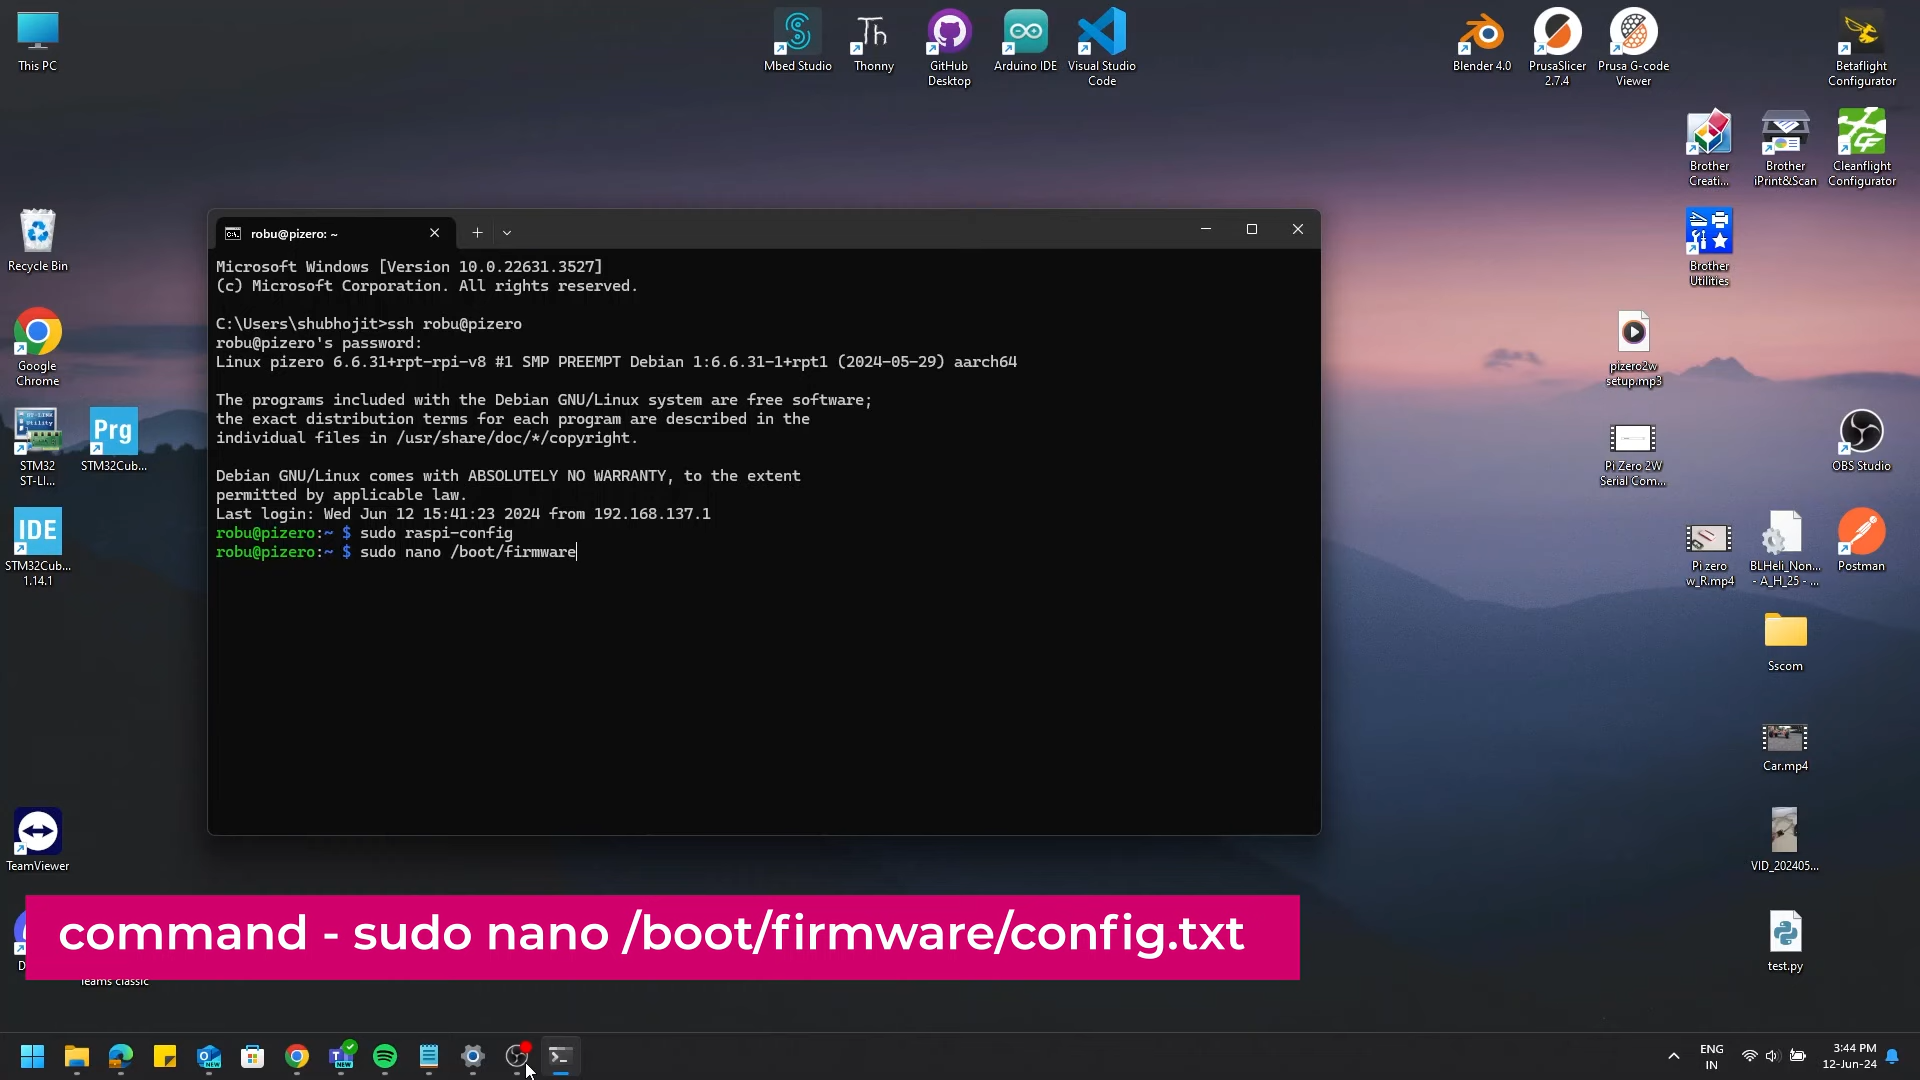 This PC
Mbed Studio
Thonny
GitHub
Desktop
Arduino IDE
Visual Studio
Code
Blender 4.0
PrusaSlicer
2.7.4
Prusa G-code
Viewer
Betaflight
Configurator
Brother
Creati...
Brother
iPrint&Scan
Cleanflight
Configurator
Recycle Bin
Brother
Utilities
Google
Chrome
pizero2w
setup.mp3
STM32
ST-LI...
Prg
STM32Cub...
Pi Zero 2W
Serial Com...
OBS Studio
IDE
STM32Cub...
1.14.1
Pi zero
w_R.mp4
BLHeli_Non...
- A_H_25 - ...
Postman
Sscom
Car.mp4
TeamViewer
VID_202405...
test.py
Teams classic
robu@pizero: ~
Microsoft Windows [Version 10.0.22631.3527]
(c) Microsoft Corporation. All rights reserved.
C:\Users\shubhojit>ssh robu@pizero
robu@pizero's password:
Linux pizero 6.6.31+rpt-rpi-v8 #1 SMP PREEMPT Debian 1:6.6.31-1+rpt1 (2024-05-29) aarch64
The programs included with the Debian GNU/Linux system are free software;
the exact distribution terms for each program are described in the
individual files in /usr/share/doc/*/copyright.
Debian GNU/Linux comes with ABSOLUTELY NO WARRANTY, to the extent
permitted by applicable law.
Last login: Wed Jun 12 15:41:23 2024 from 192.168.137.1
robu@pizero:~ $ sudo raspi-config
robu@pizero:~ $ sudo nano /boot/firmware
command - sudo nano /boot/firmware/config.txt
ENG
IN
3:44 PM
12-Jun-24